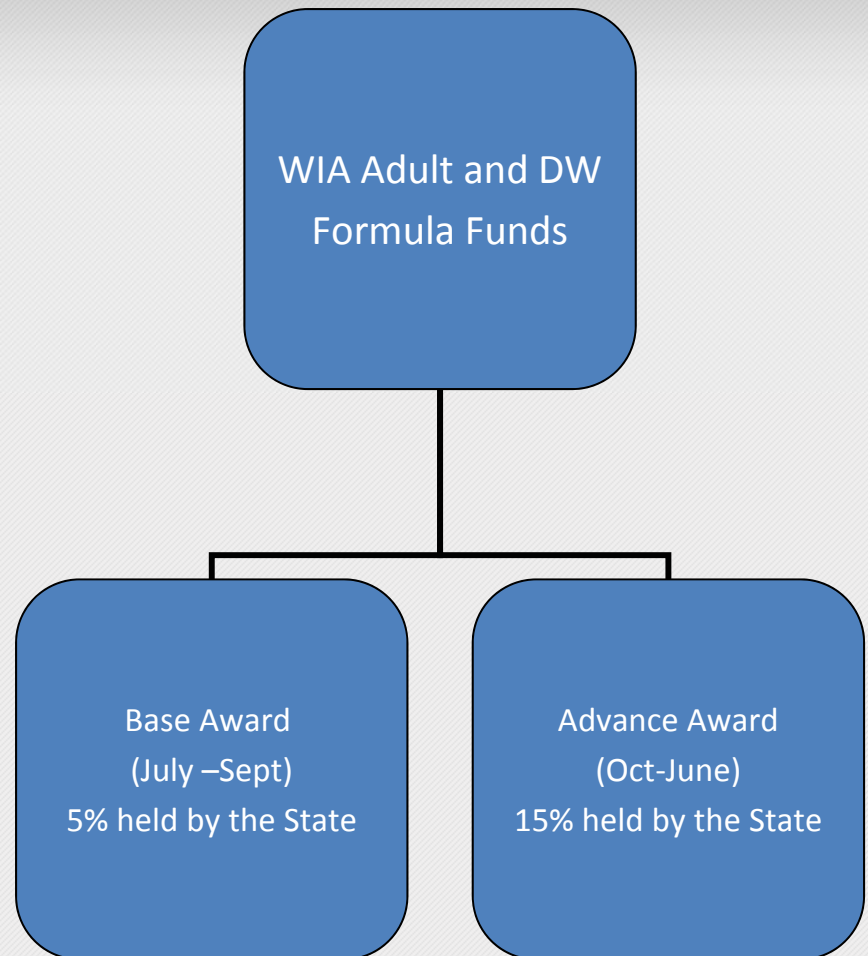 WIA Adult and DW
Formula Funds
Base Award
(July –Sept)
5% held by the State
Advance Award
(Oct-June)
15% held by the State